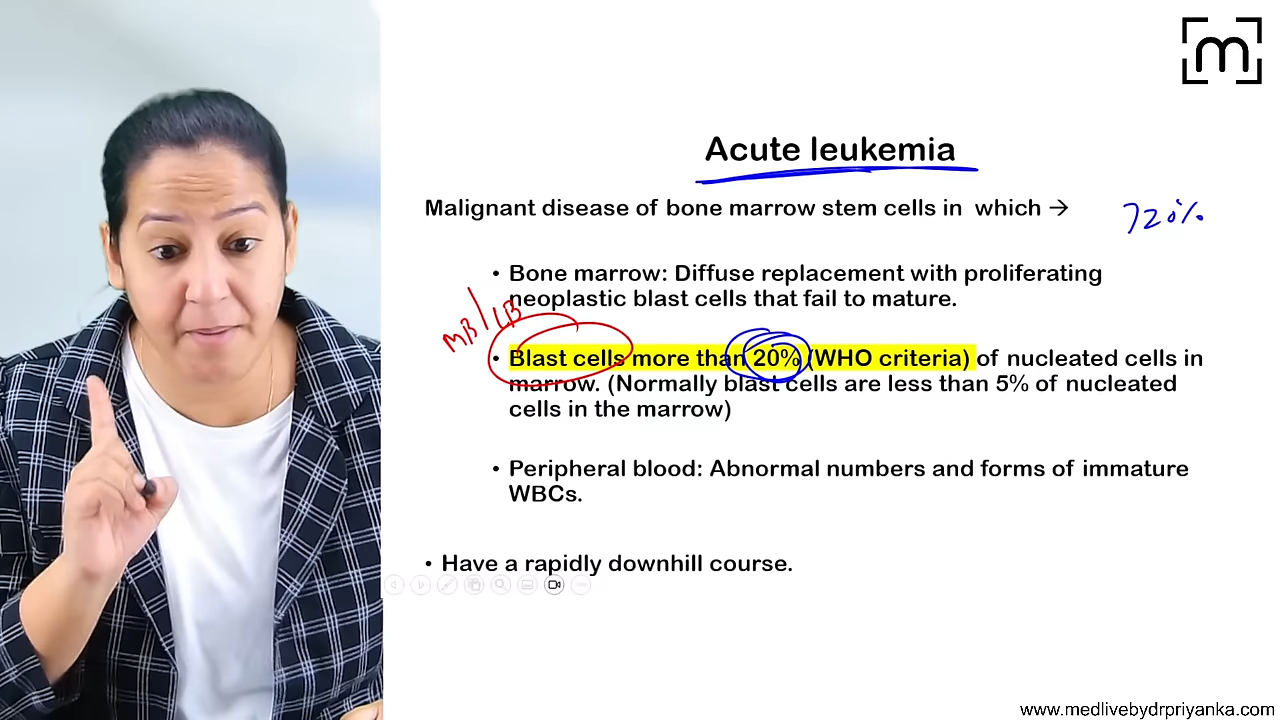 m
Acute leukemia
Malignant disease of bone marrow stem cells in which →
>20%
• Bone marrow: Diffuse replacement with proliferating
neoplastic blast cells that fail to mature.
MB/LB
• Blast cells more than 20% (WHO criteria) of nucleated cells in
marrow. (Normally blast cells are less than 5% of nucleated
cells in the marrow)
• Peripheral blood: Abnormal numbers and forms of immature
WBCs.
• Have a rapidly downhill course.
www.medlivebydrpriyanka.com